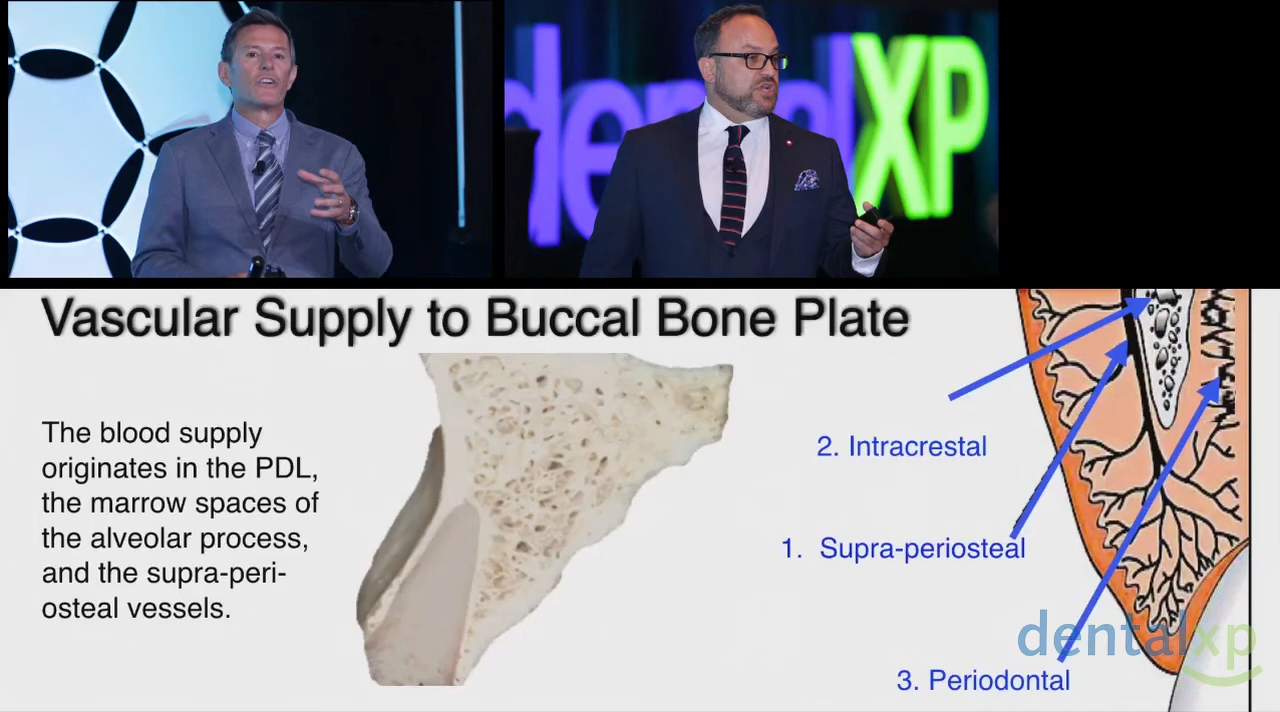 dentalXP
Vascular Supply to Buccal Bone Plate
The blood supply
originates in the PDL,
the marrow spaces of
the alveolar process,
and the supra-peri-
osteal vessels.
2. Intracrestal
1. Supra-periosteal
dentalxp
3. Periodontal